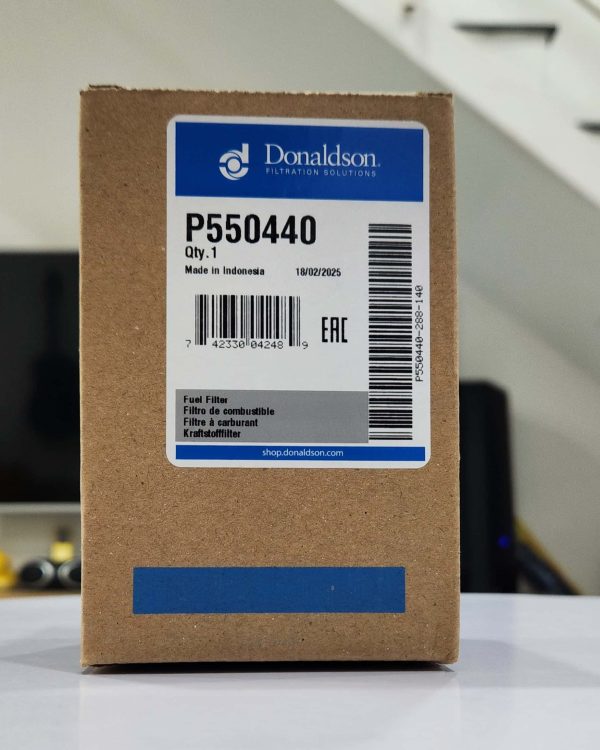 Donaldson®
FILTRATION SOLUTIONS
P550440
Qty.1
Made in Indonesia 18/02/2025
7 42330 04248 9
EAC
P550440-288-140
Fuel Filter
Filtro de combustible
Filtre à carburant
Kraftstofffilter
shop.donaldson.com